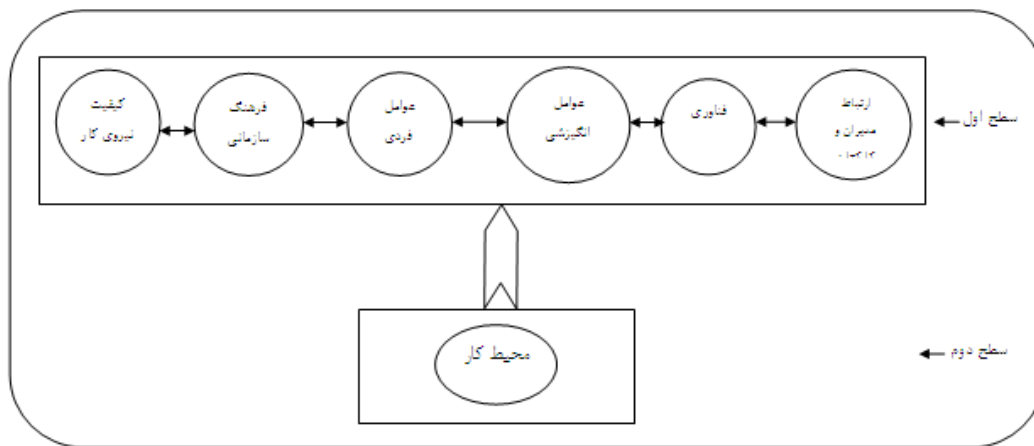 سطح اول
ارتباط
مدیران و
فناوری
عوامل
انگیزشی
عوامل
فردی
فرهنگ
سازمانی
کیفیت
نیروی کار
سطح دوم
محیط کار